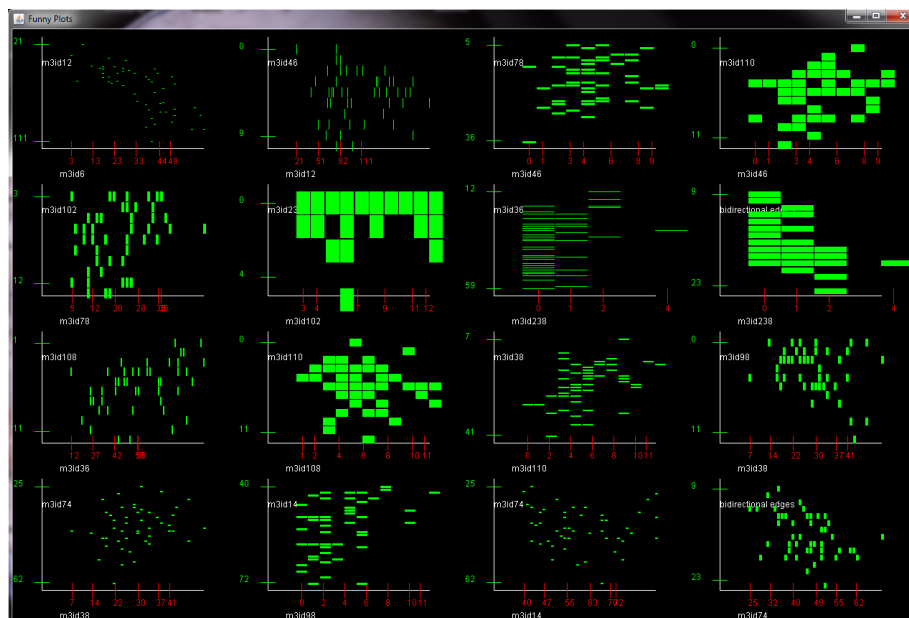 Funny Plots
21 0 5 0
m3id12 m3id46 m3id78 m3id110
111 9 36 11
3 13 23 33 44 49 21 51 82 111 0 1 3 4 6 8 9 0 1 3 4 6 8 9
m3id6 m3id12 m3id46 m3id46
3 0 12 9
m3id102 m3id36
12 4 59 23
5 12 20 3 4 7 9 11 12 0 1 2 4 0 1 2 4
m3id78 m3id102 m3id238 m3id238
1 0 7 0
m3id108 m3id110 m3id38 m3id98
11 11 41 11
12 27 42 0 2 4 6 8 10 11 0 2 4 6 8 10 11 7 14 22 30 37 41
m3id36 m3id108 m3id110 m3id38
25 40 25 9
m3id74 m3id14 m3id74 bidirectional edges
62 72 62 23
7 14 22 30 37 41 0 2 4 6 8 10 11 40 47 55 63 25 32 40 48 55 62
m3id38 m3id98 m3id14 m3id74